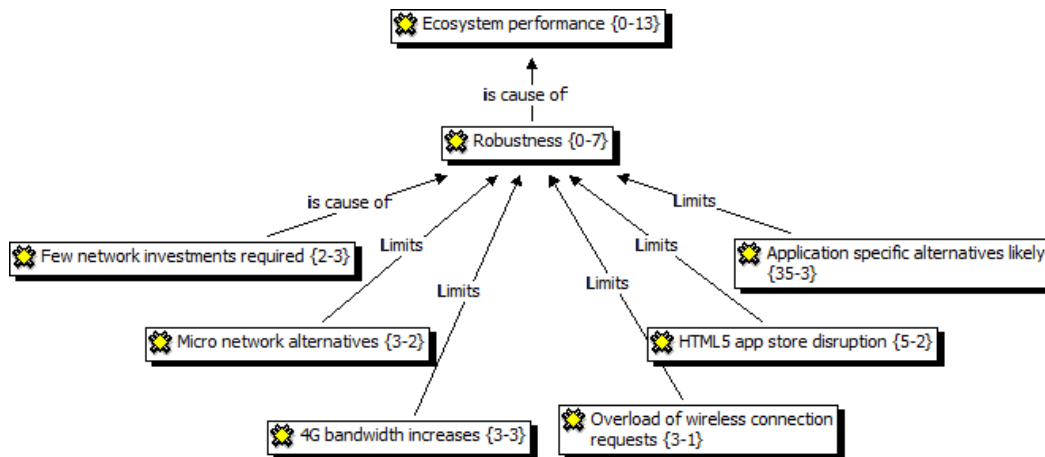 Ecosystem performance {0-13}
is cause of
Robustness {0-7}
is cause of
Limits
Limits
Limits
Limits
Limits
Few network investments required {2-3}
Application specific alternatives likely
{35-3}
Micro network alternatives {3-2}
HTML5 app store disruption {5-2}
4G bandwidth increases {3-3}
Overload of wireless connection
requests {3-1}